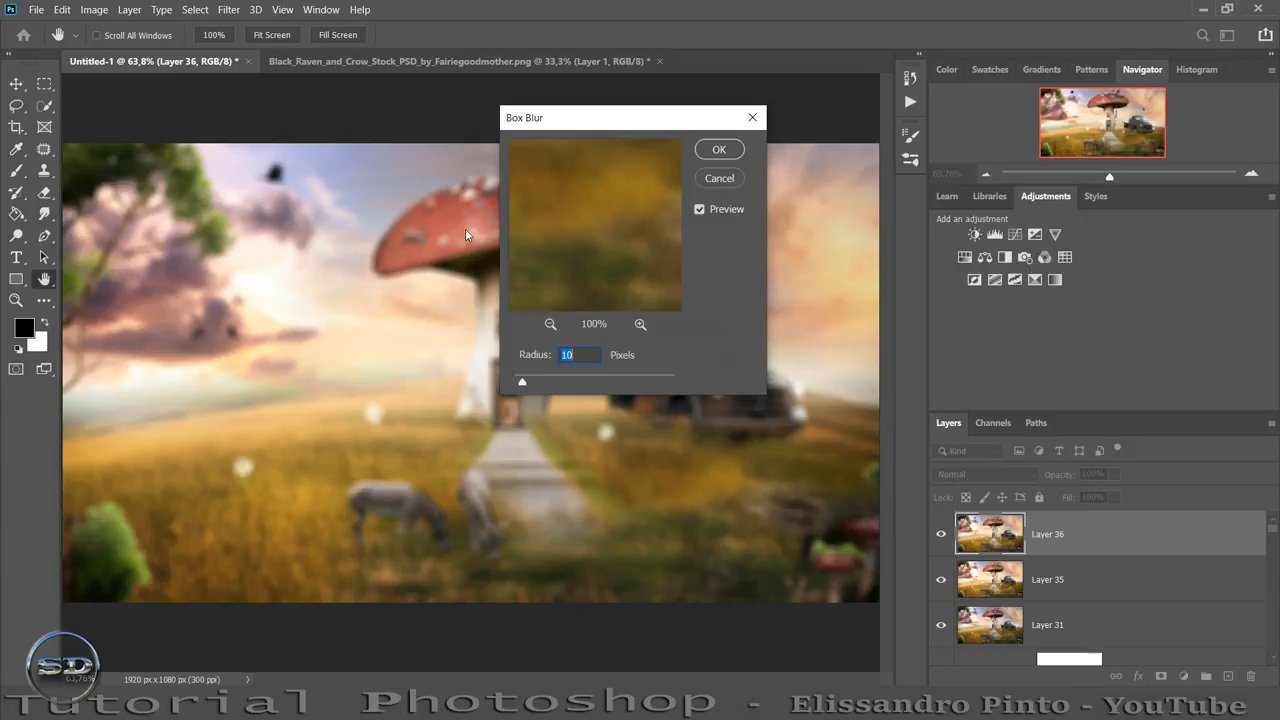 Ps File Edit Image Layer Type Select Filter 3D View Window Help
Scroll All Windows 100% Fit Screen Fill Screen
Untitled-1 @ 63,8% (Layer 36, RGB/8) * × Black_Raven_and_Crow_Stock_PSD_by_Fairiegoodmother.png @ 33,3% (Layer 1, RGB/8) * ×
Color Swatches Gradients Patterns Navigator Histogram
Box Blur
OK
Cancel
Preview
100%
Radius: 10 Pixels
63,76%
Learn Libraries Adjustments Styles
Add an adjustment
Layers Channels Paths
Kind
Normal Opacity: 100%
Lock: Fill: 100%
Layer 36
Layer 35
Layer 31
SD
63,76% 1920 px x 1080 px (300 ppi)
Tutorial Photoshop - Elissandro Pinto - YouTube